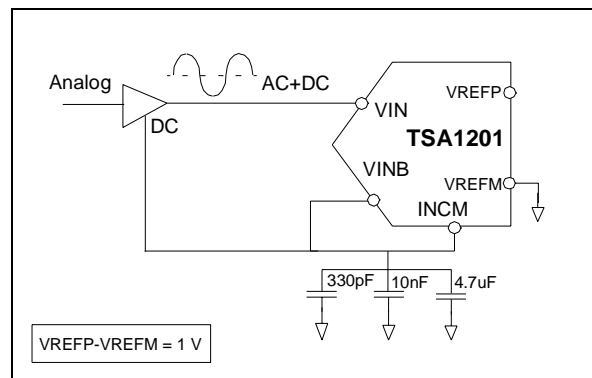 Analog
AC+DC
DC
VIN
VREFP
TSA1201
VINB
VREFM
INCM
330pF
10nF
4.7uF
VREFP-VREFM = 1 V